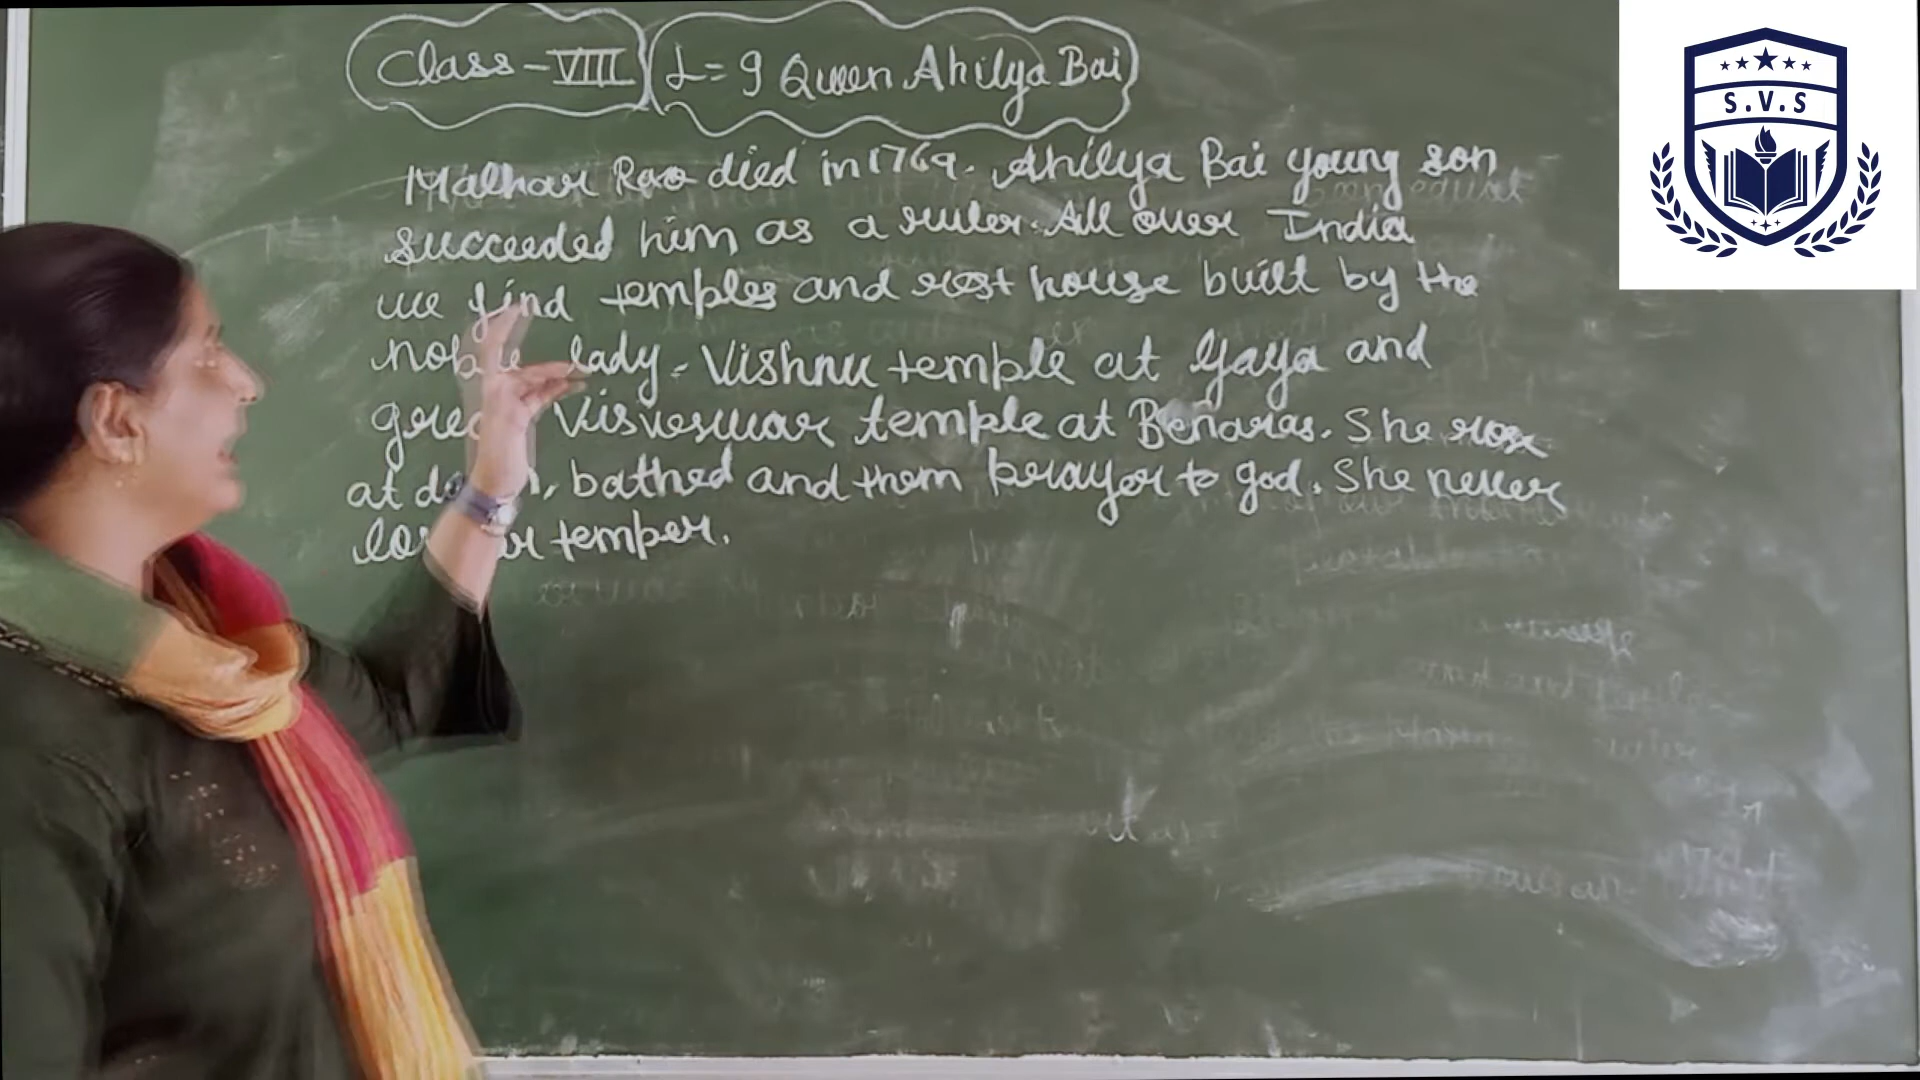 Class-VIII L=9 Queen Ahilya Bai
S.V.S
Malhar Rao died in 1769. Ahilya Bai young son
succeeded him as a ruler. All over India
we find temples and rest house built by the
noble lady. Vishnu temple at Gaya and
Visveswar temple at Benaras. She rose
at bathed and them prayer to god. She never
temper.